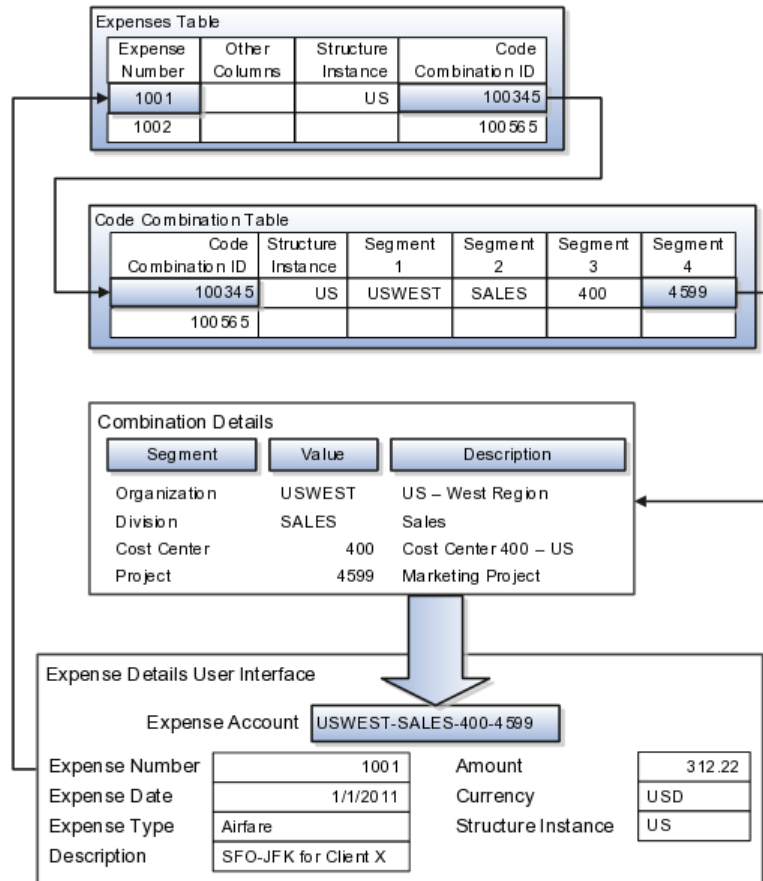 Expenses Table
Expense Number Other Columns Structure Instance Code Combination ID
1001 US 100345
1002 100565
Code Combination Table
Code Combination ID Structure Instance Segment 1 Segment 2 Segment 3 Segment 4
100345 US USWEST SALES 400 4599
100565
Combination Details
Segment Value Description
Organization USWEST US – West Region
Division SALES Sales
Cost Center 400 Cost Center 400 – US
Project 4599 Marketing Project
Expense Details User Interface
Expense Account USWEST-SALES-400-4599
Expense Number 1001 Amount 312.22
Expense Date 1/1/2011 Currency USD
Expense Type Airfare Structure Instance US
Description SFO-JFK for Client X